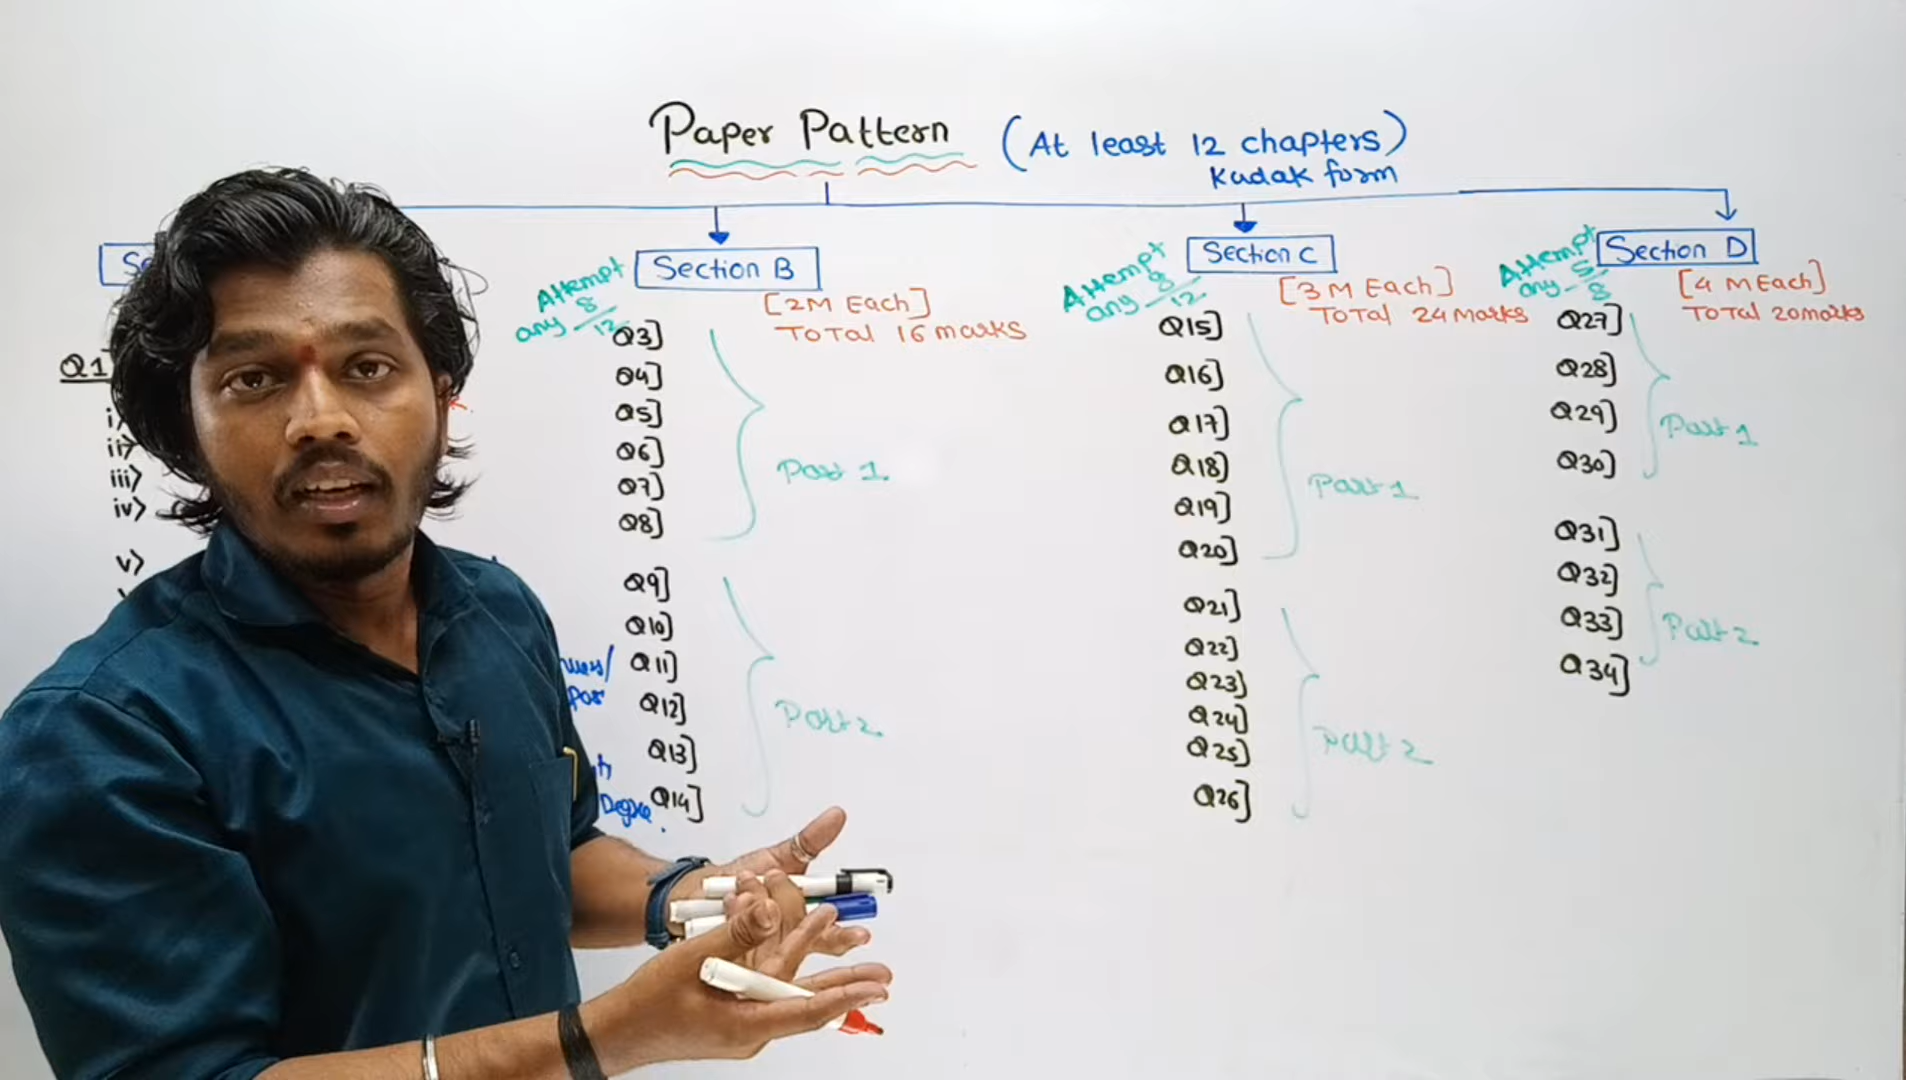 Paper Pattern (At least 12 chapters)
Kadak form
Section B
Attempt
any 8/12
[2M Each]
Total 16 marks
Q3]
Q4]
Q5]
Q6]
Q7]
Q8]
Part 1
Q9]
Q10]
Q11]
Q12]
Q13]
Q14]
Part 2
Section C
Attempt
any 8/12
[3 M Each]
Total 24 Marks
Q15]
Q16]
Q17]
Q18]
Q19]
Q20]
Part 1
Q21]
Q22]
Q23]
Q24]
Q25]
Q26]
Part 2
Section D
Attempt
any 5/8
[4 M Each]
Total 20 marks
Q27]
Q28]
Q29]
Q30]
Part 1
Q31]
Q32]
Q33]
Q34]
Part 2
Q1]
i>
ii>
iii>
iv>
v>
Degree.